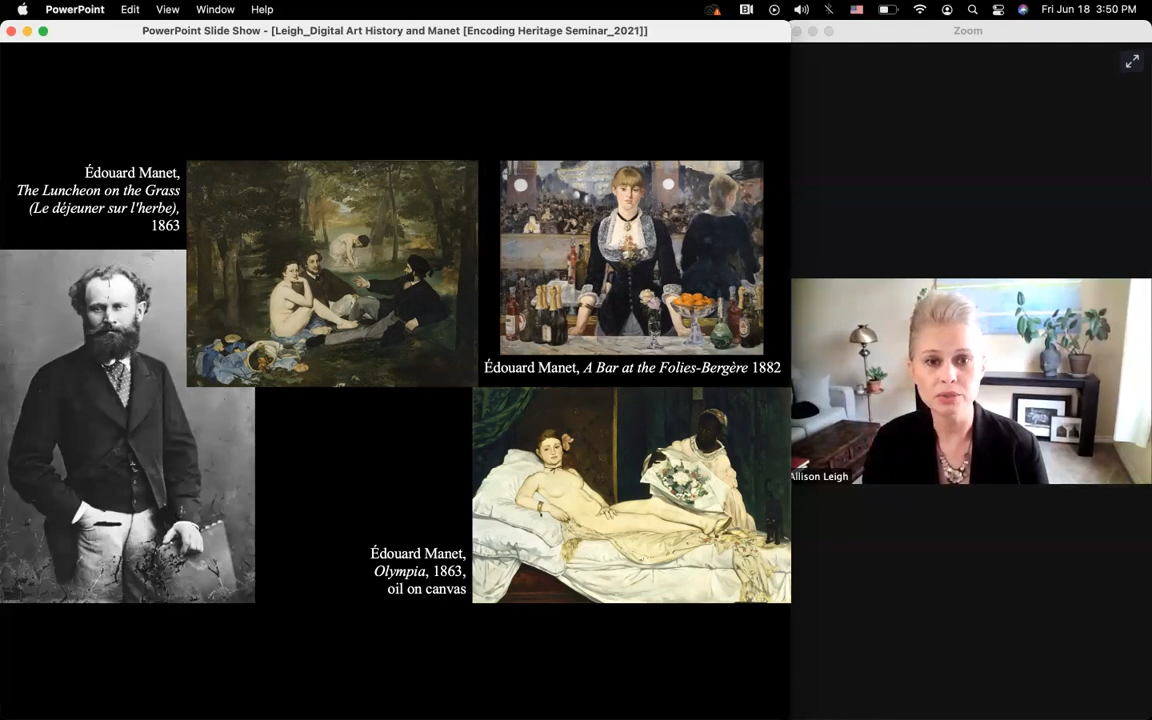 PowerPoint Edit View Window Help Fri Jun 18 3:50 PM
PowerPoint Slide Show - [Leigh_Digital Art History and Manet [Encoding Heritage Seminar_2021]]
Zoom
Édouard Manet,
The Luncheon on the Grass
(Le déjeuner sur l'herbe),
1863
Édouard Manet, A Bar at the Folies-Bergère 1882
Édouard Manet,
Olympia, 1863,
oil on canvas
Allison Leigh